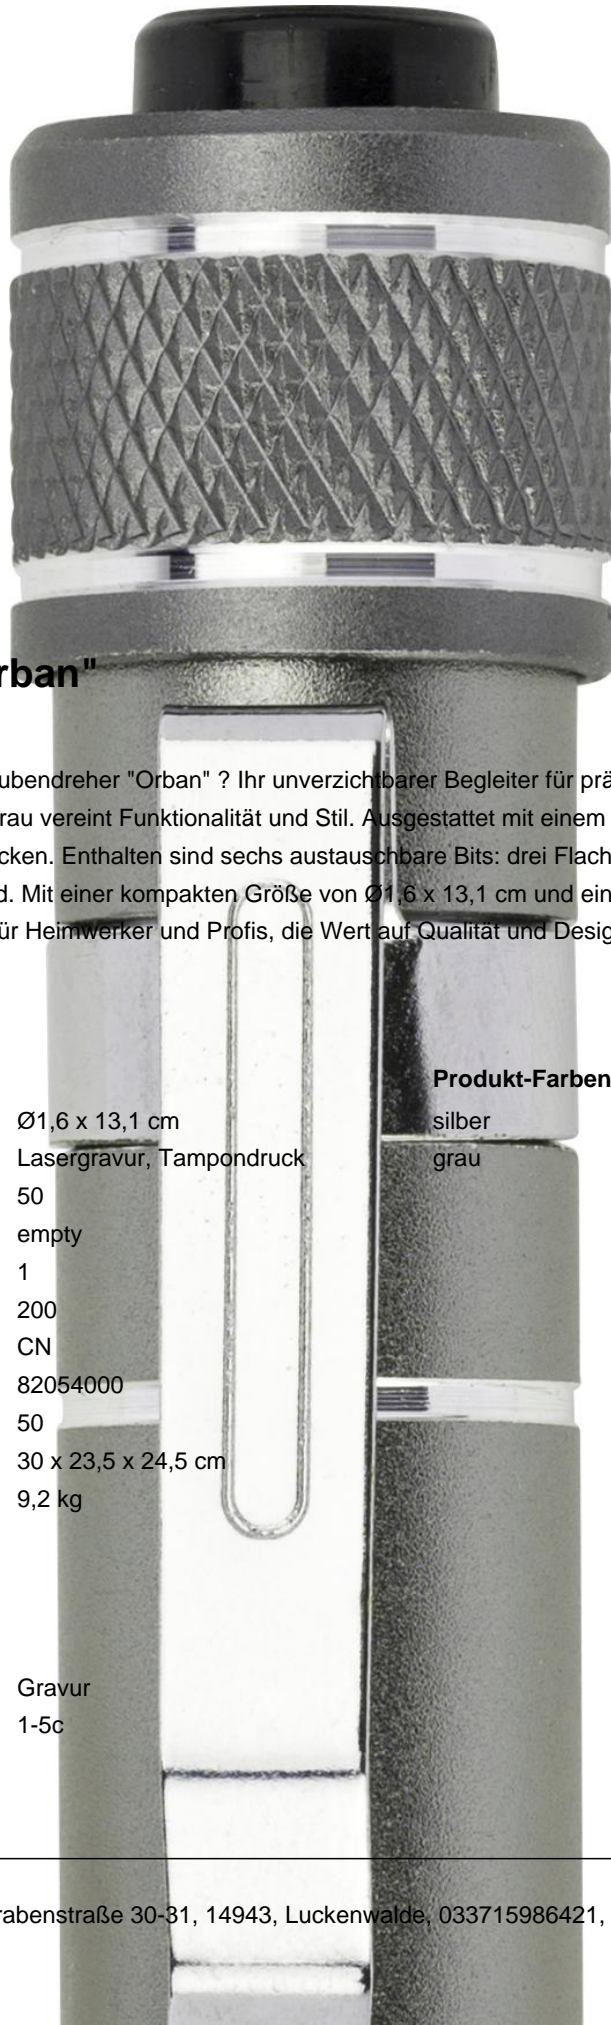 rban"
ubendreher "Orban" ? Ihr unverzichtbarer Begleiter für prä
rau vereint Funktionalität und Stil. Ausgestattet mit einem
cken. Enthalten sind sechs austauschbare Bits: drei Flach
d. Mit einer kompakten Größe von Ø1,6 x 13,1 cm und ein
ür Heimwerker und Profis, die Wert auf Qualität und Desig
Produkt-Farben
Ø1,6 x 13,1 cm silber
Lasergravur, Tampondruck grau
50
empty
1
200
CN
82054000
50
30 x 23,5 x 24,5 cm
9,2 kg
Gravur
1-5c
rabenstraße 30-31, 14943, Luckenwalde, 033715986421,